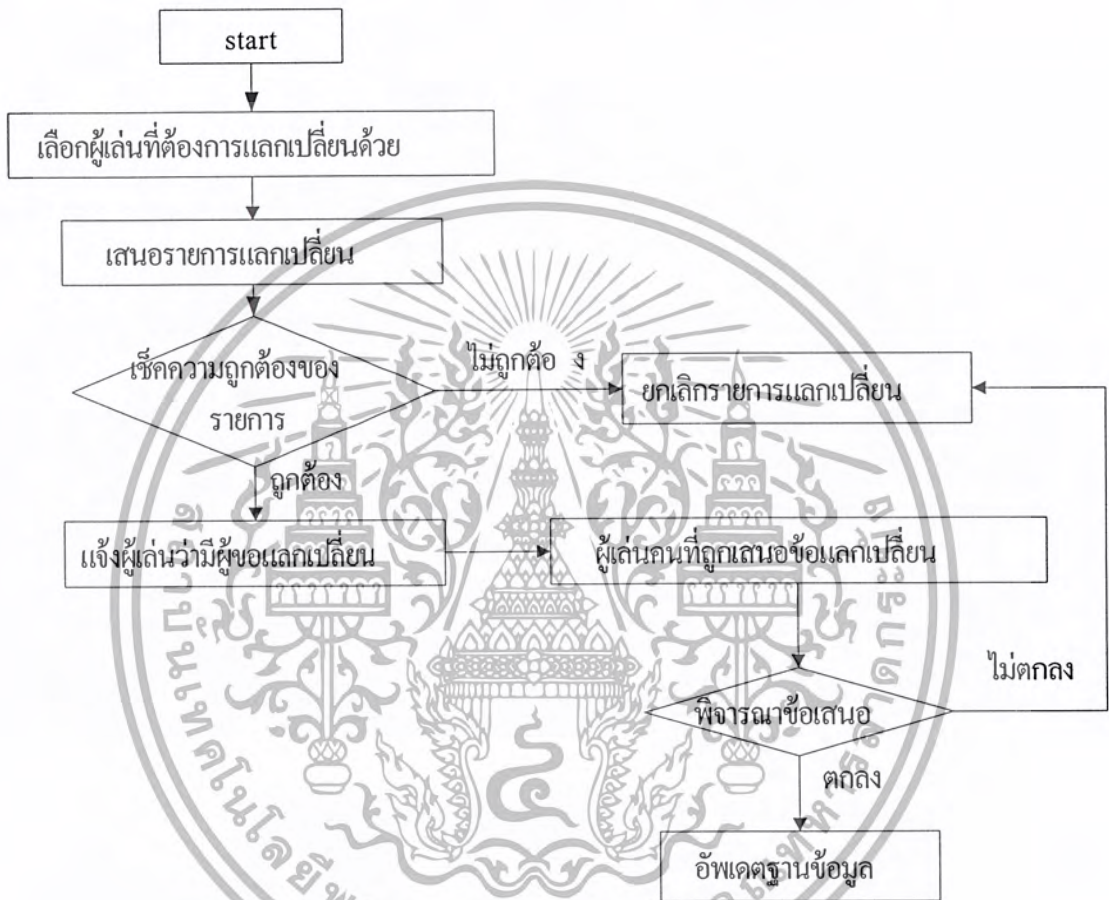 start
เลือกผู้เล่นที่ต้องการแลกเปลี่ยนด้วย
เสนอรายการแลกเปลี่ยน
เช็คความถูกต้องของ
รายการ
ไม่ถูกต้อ ง
ยกเลิกรายการแลกเปลี่ยน
ถูกต้อง
แจ้งผู้เล่นว่ามีผู้ขอแลกเปลี่ยน
ผู้เล่นคนที่ถูกเสนอข้อแลกเปลี่ยน
ไม่ตกลง
พิจารณาข้อเสนอ
ตกลง
อัพเดตฐานข้อมูล